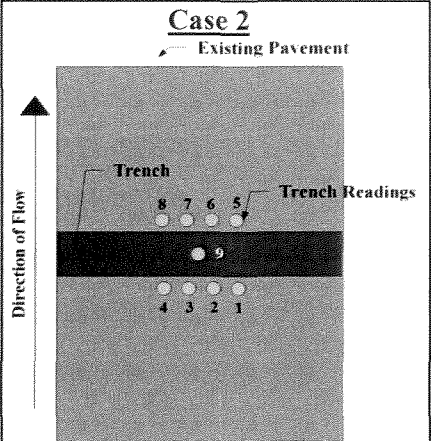 Case 2
Existing Pavement
Direction of Flow
Trench
8 7 6 5
Trench Readings
9
4 3 2 1